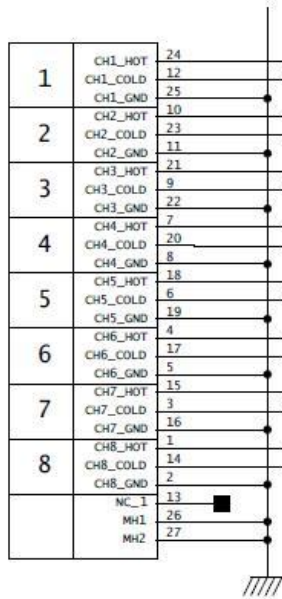 1
CH1_HOT 24
CH1_COLD 12
CH1_GND 25
2
CH2_HOT 10
CH2_COLD 23
CH2_GND 11
3
CH3_HOT 21
CH3_COLD 9
CH3_GND 22
4
CH4_HOT 7
CH4_COLD 20
CH4_GND 8
5
CH5_HOT 18
CH5_COLD 6
CH5_GND 19
6
CH6_HOT 4
CH6_COLD 17
CH6_GND 5
7
CH7_HOT 15
CH7_COLD 3
CH7_GND 16
8
CH8_HOT 1
CH8_COLD 14
CH8_GND 2
NC_1 13
MH1 26
MH2 27